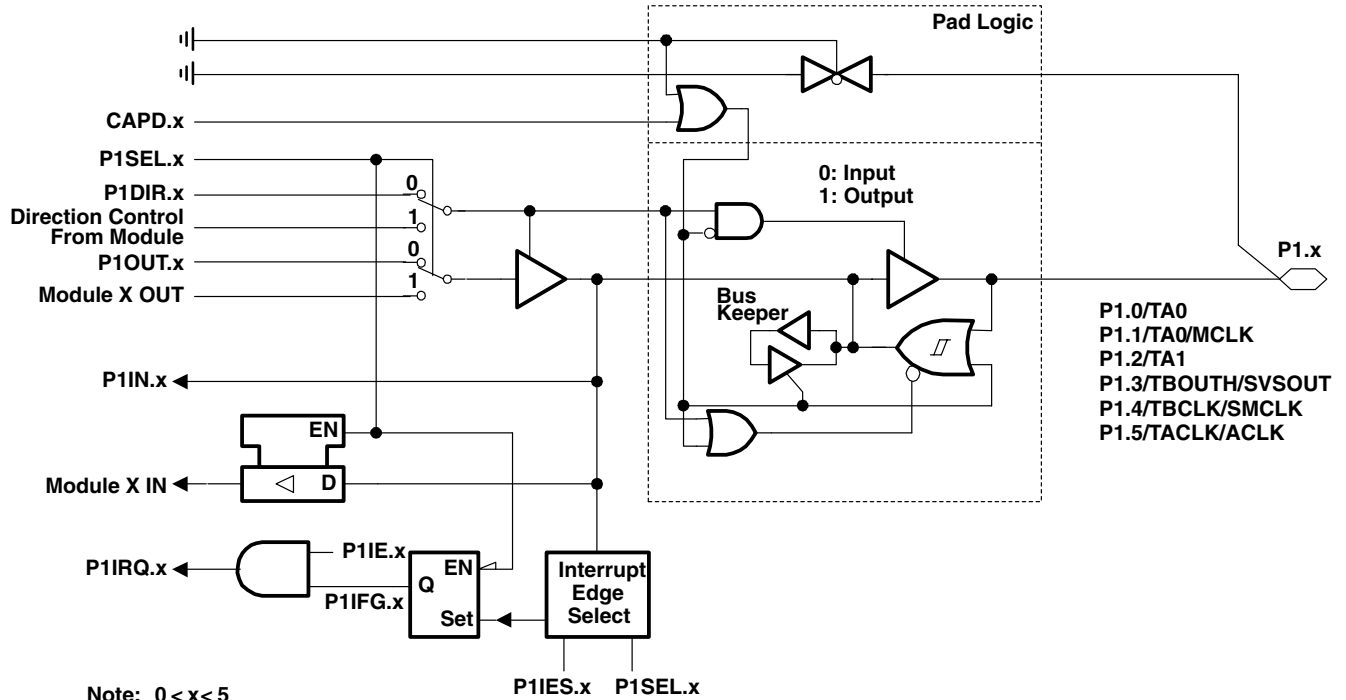 Pad Logic
CAPD.x
P1SEL.x
P1DIR.x
0
Direction Control
From Module
1
P1OUT.x
0
Module X OUT
1
0: Input
1: Output
P1.x
Bus
Keeper
P1.0/TA0
P1.1/TA0/MCLK
P1.2/TA1
P1.3/TBOUTH/SVSOUT
P1.4/TBCLK/SMCLK
P1.5/TACLK/ACLK
P1IN.x
EN
Module X IN
D
P1IRQ.x
P1IE.x
P1IFG.x
EN
Q
Set
Interrupt
Edge
Select
P1IES.x
P1SEL.x
Note: 0 < x < 5